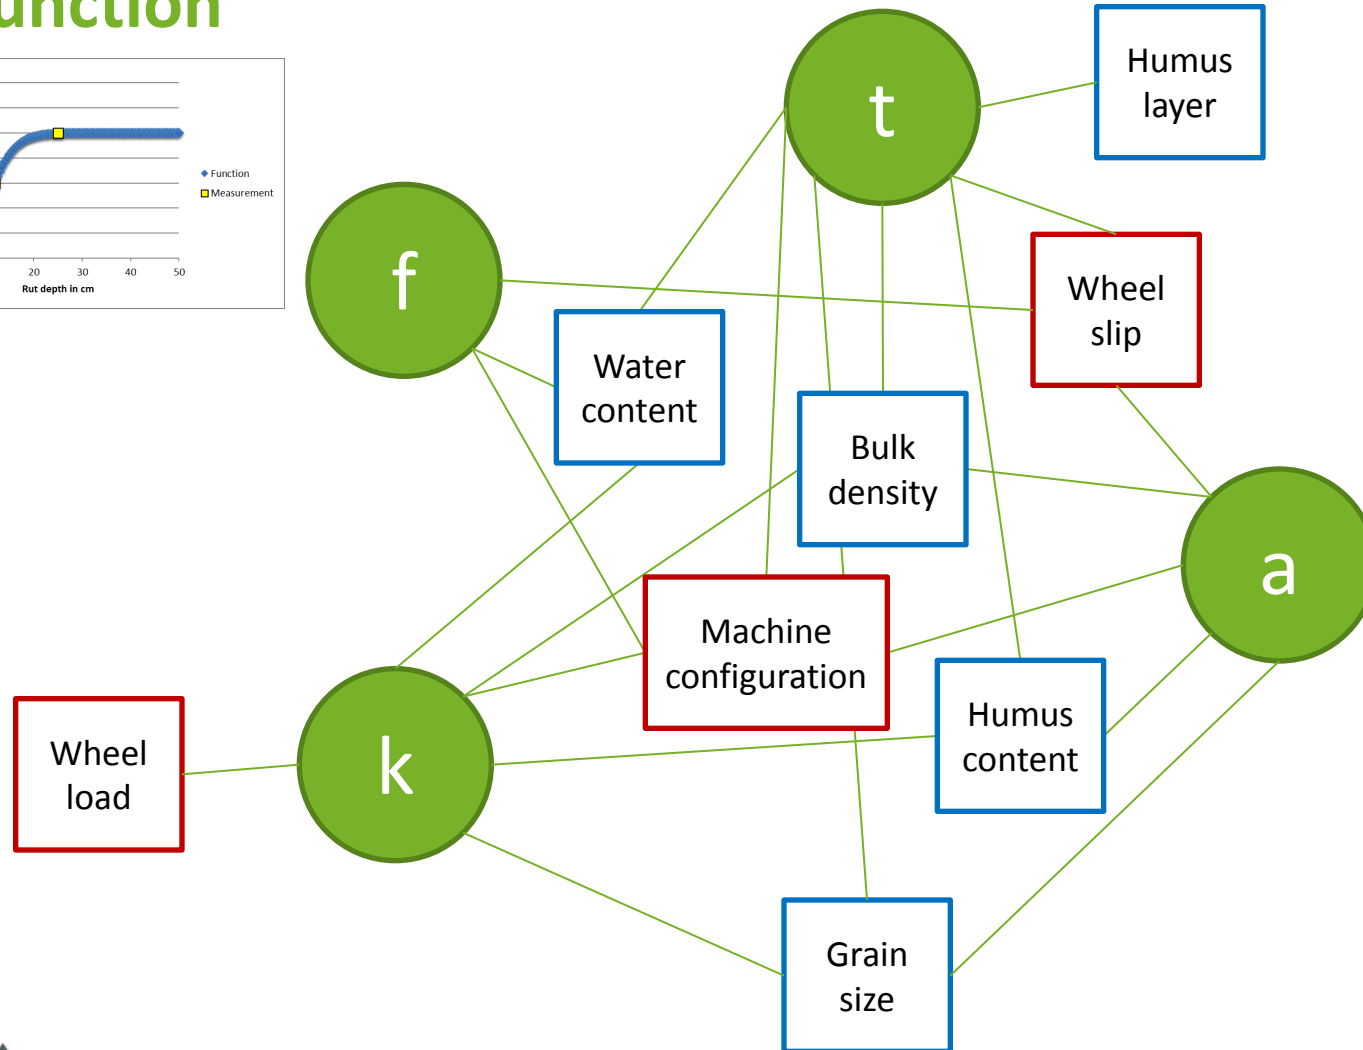 Function
Measurement
20 30 40 50
Rut depth in cm
t
Humus
layer
f
Wheel
slip
Water
content
Bulk
density
a
Machine
configuration
Humus
content
Wheel
load
k
Grain
size